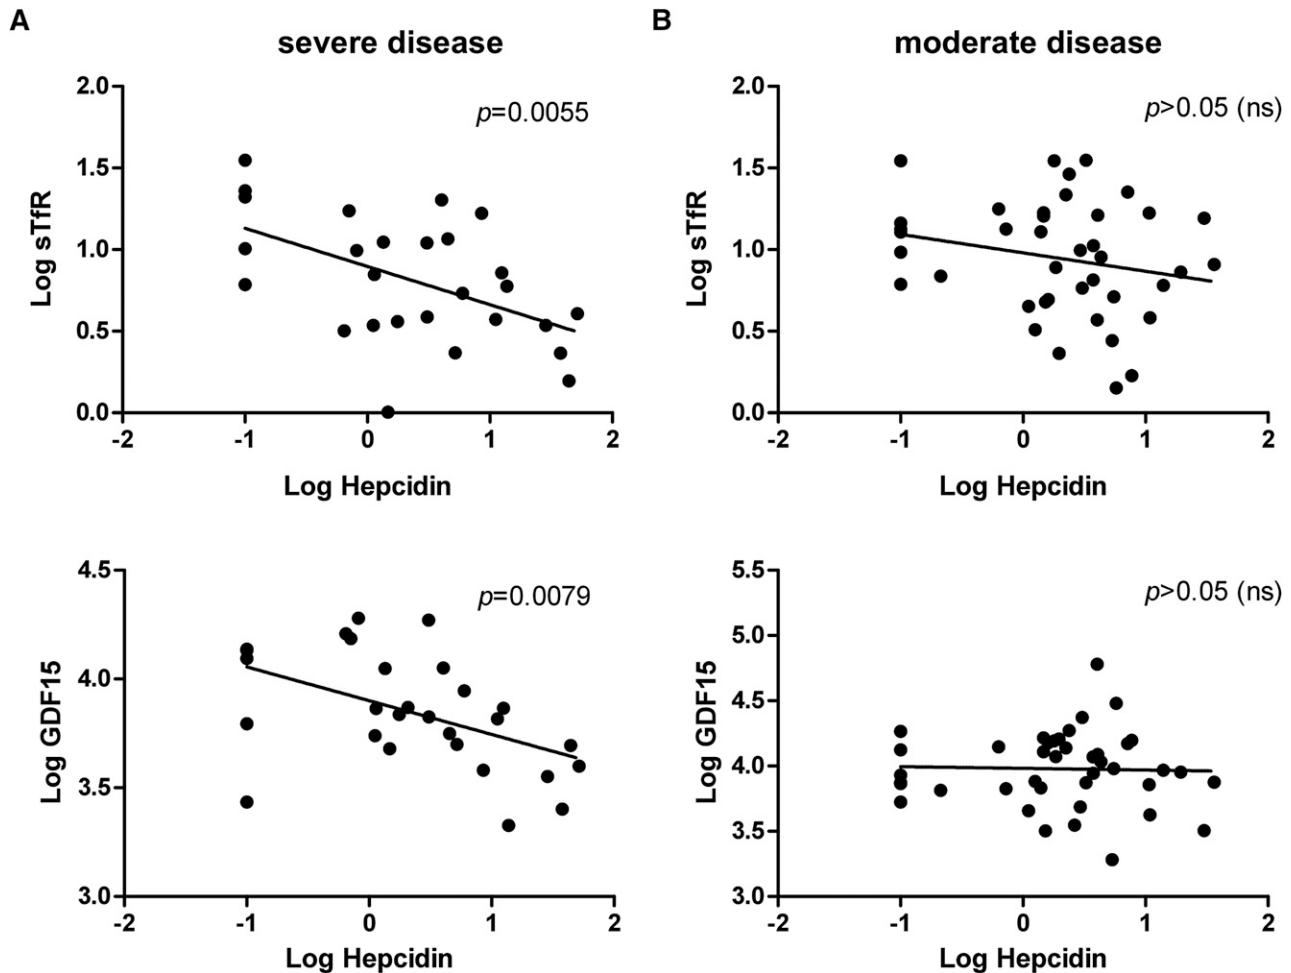 A
severe disease
p=0.0055
Log sTfR
2.0
1.5
1.0
0.5
0.0
-2 -1 0 1 2
Log Hepcidin
B
moderate disease
p>0.05 (ns)
Log sTfR
2.0
1.5
1.0
0.5
0.0
-2 -1 0 1 2
Log Hepcidin
p=0.0079
Log GDF15
4.5
4.0
3.5
3.0
-2 -1 0 1 2
Log Hepcidin
p>0.05 (ns)
Log GDF15
5.5
5.0
4.5
4.0
3.5
3.0
-2 -1 0 1 2
Log Hepcidin